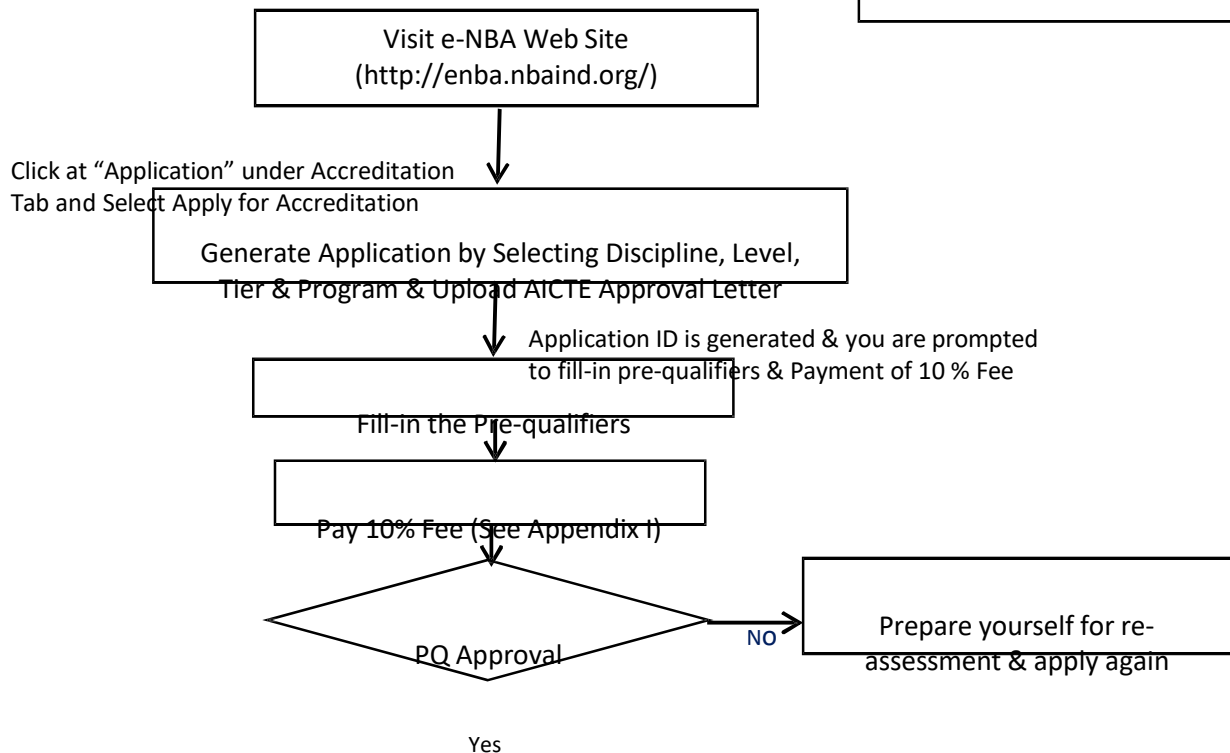 Visit e-NBA Web Site
(http://enba.nbaind.org/)
Click at “Application” under Accreditation
Tab and Select Apply for Accreditation
Generate Application by Selecting Discipline, Level,
Tier & Program & Upload AICTE Approval Letter
Application ID is generated & you are prompted
to fill-in pre-qualifiers & Payment of 10 % Fee
Fill-in the Pre-qualifiers
Pay 10% Fee (See Appendix I)
PQ Approval
NO
Prepare yourself for re-
assessment & apply again
Yes